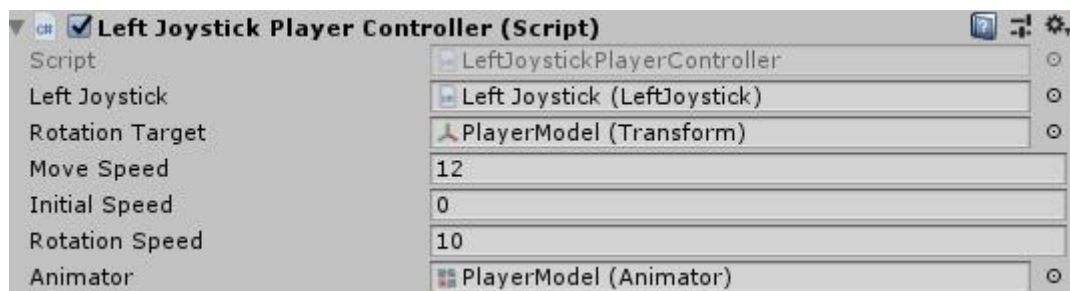 Left Joystick Player Controller (Script)
Script LeftJoystickPlayerController
Left Joystick Left Joystick (LeftJoystick)
Rotation Target PlayerModel (Transform)
Move Speed 12
Initial Speed 0
Rotation Speed 10
Animator PlayerModel (Animator)